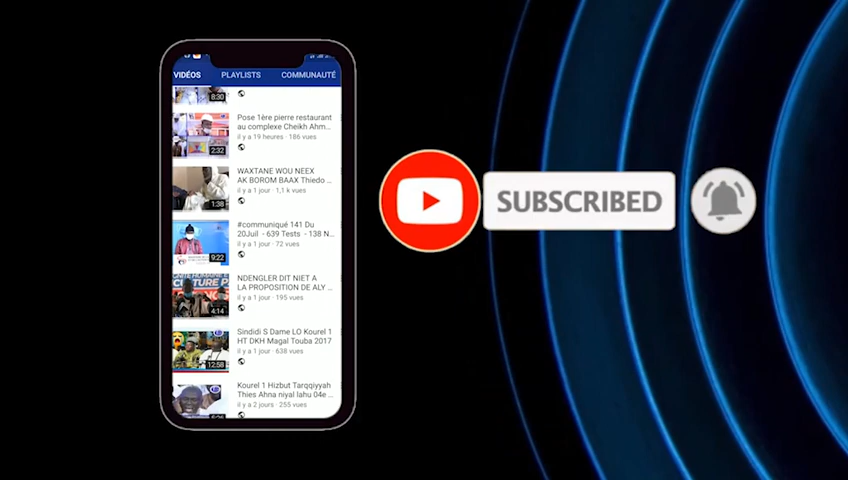 VIDÉOS PLAYLISTS COMMUNAUTÉ
8:30
Pose 1ère pierre restaurant
au complexe Cheikh Ahm...
il y a 19 heures · 186 vues
2:32
WAXTANE WOU NEEX
AK BOROM BAAX Thiedo ...
il y a 1 jour · 1,1 k vues
1:38
#communiqué 141 Du
20Juil - 639 Tests - 138 N...
il y a 1 jour · 72 vues
9:22
NDENGLER DIT NIET A
LA PROPOSITION DE ALY ...
il y a 1 jour · 195 vues
4:14
Sindidi S Dame LO Kourel 1
HT DKH Magal Touba 2017
il y a 1 jour · 638 vues
12:58
Kourel 1 Hizbut Tarqqiyyah
Thies Ahna niyal lahu 04e ...
il y a 2 jours · 255 vues
SUBSCRIBED